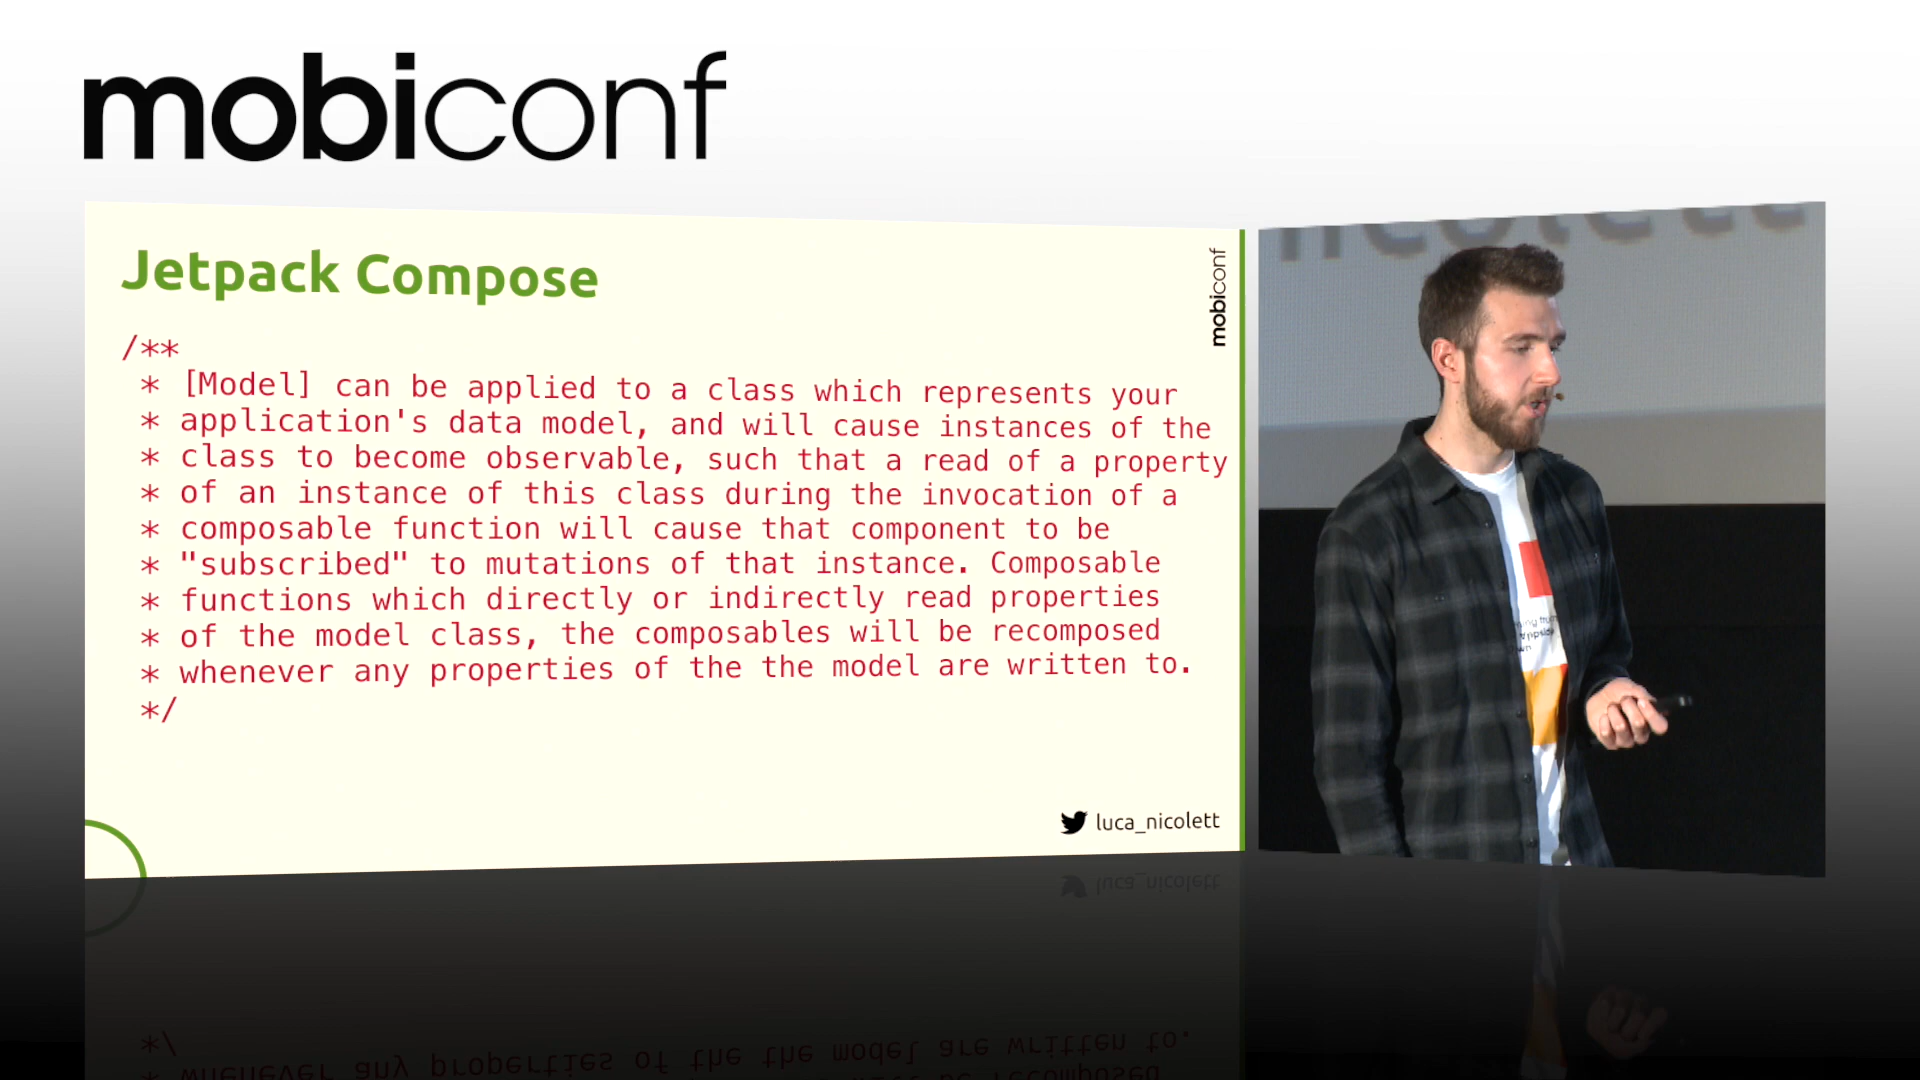 mobiconf
Jetpack Compose
mobiconf
/**
* [Model] can be applied to a class which represents your
* application's data model, and will cause instances of the
* class to become observable, such that a read of a property
* of an instance of this class during the invocation of a
* composable function will cause that component to be
* "subscribed" to mutations of that instance. Composable
* functions which directly or indirectly read properties
* of the model class, the composables will be recomposed
* whenever any properties of the the model are written to.
*/
luca_nicolett
nicolett